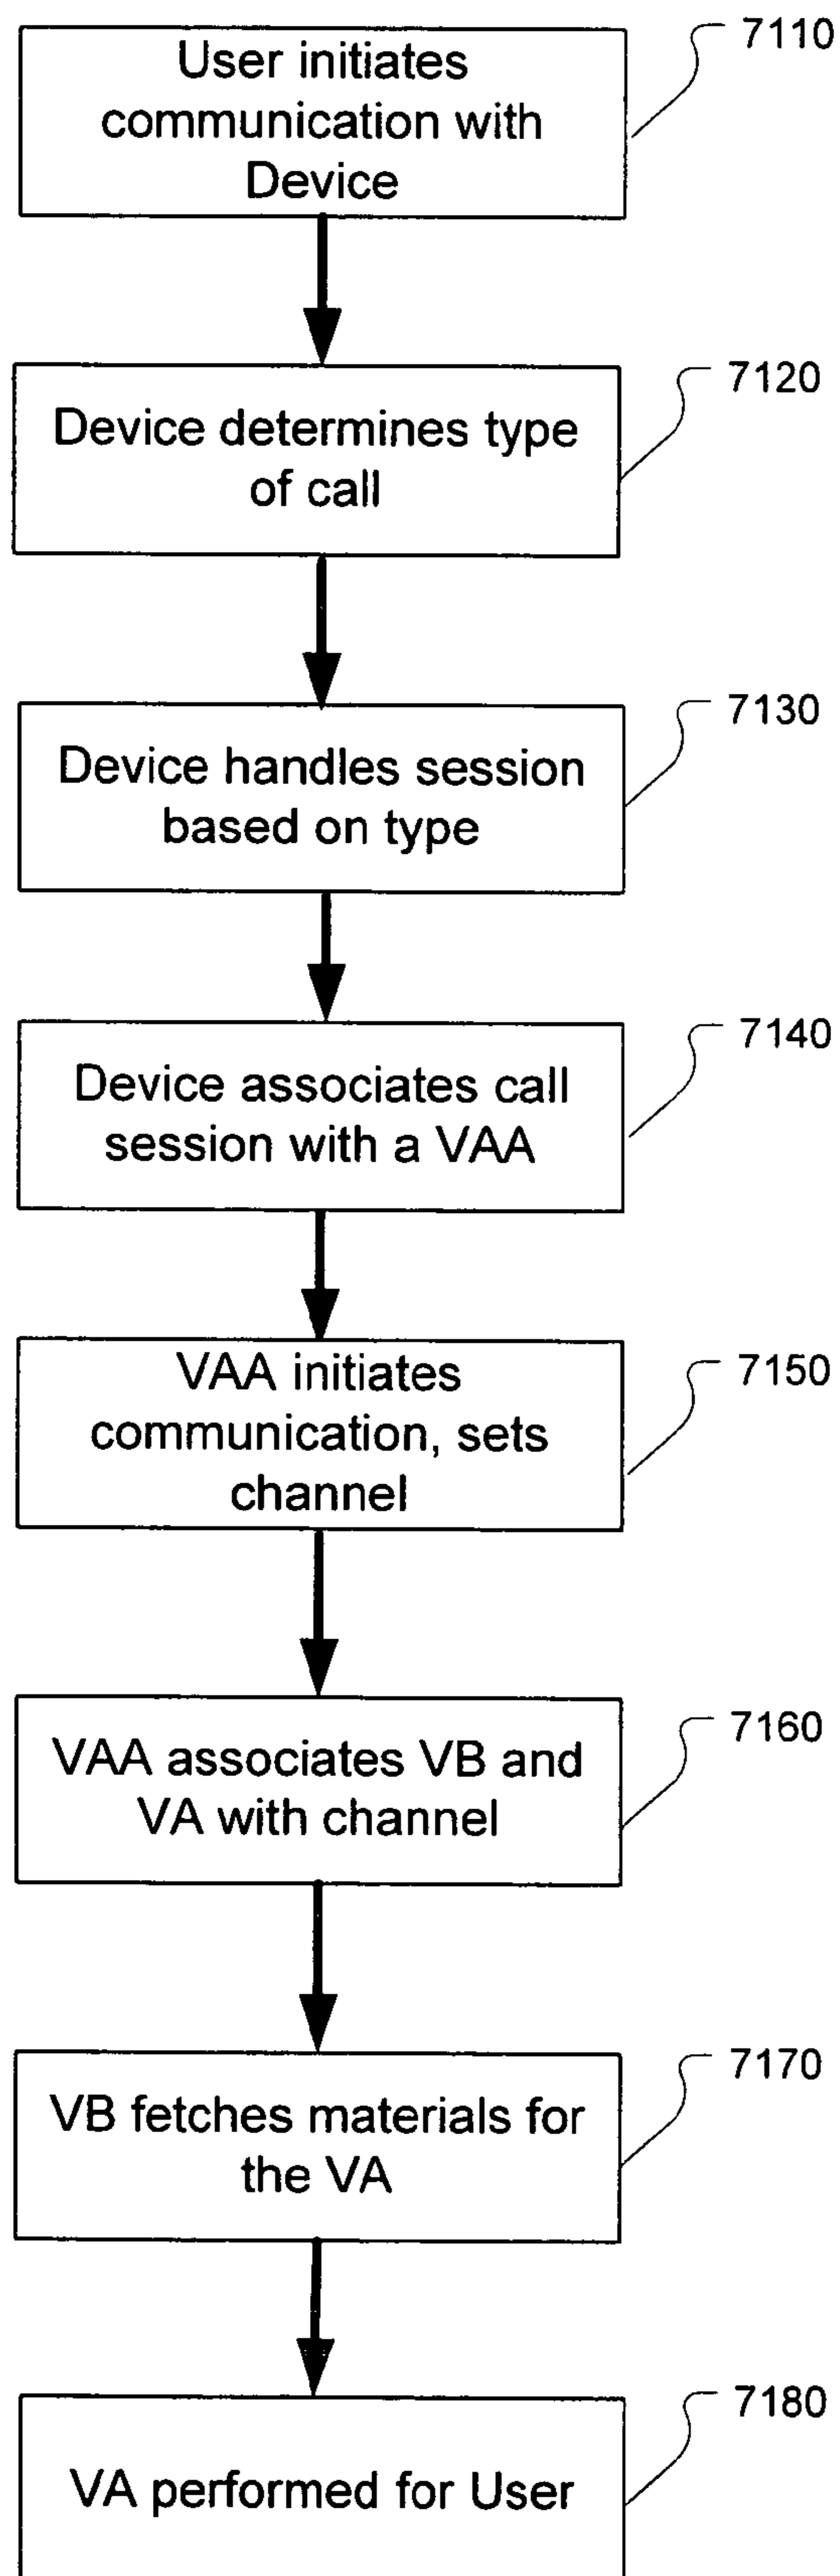 7110
User initiates
communication with
Device
7120
Device determines type
of call
7130
Device handles session
based on type
7140
Device associates call
session with a VAA
7150
VAA initiates
communication, sets
channel
7160
VAA associates VB and
VA with channel
7170
VB fetches materials for
the VA
7180
VA performed for User